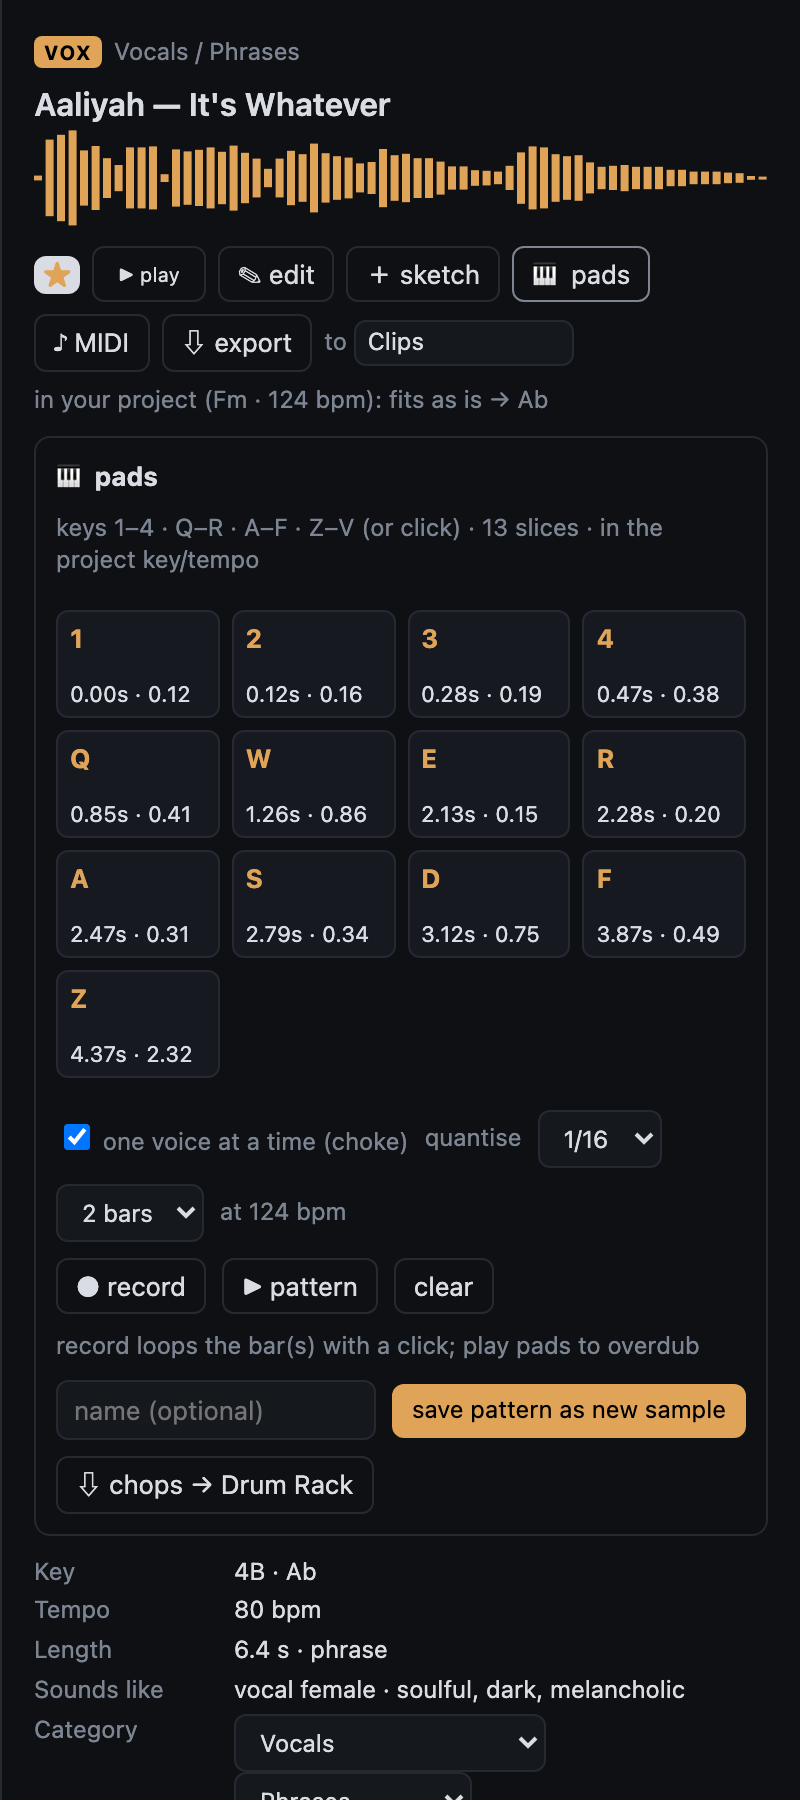 VOX Vocals / Phrases
Aaliyah — It's Whatever
play edit + sketch pads
MIDI export to Clips
in your project (Fm · 124 bpm): fits as is → Ab
pads
keys 1–4 · Q–R · A–F · Z–V (or click) · 13 slices · in the
project key/tempo
1 2 3 4
0.00s · 0.12 0.12s · 0.16 0.28s · 0.19 0.47s · 0.38
Q W E R
0.85s · 0.41 1.26s · 0.86 2.13s · 0.15 2.28s · 0.20
A S D F
2.47s · 0.31 2.79s · 0.34 3.12s · 0.75 3.87s · 0.49
Z
4.37s · 2.32
one voice at a time (choke) quantise 1/16
2 bars at 124 bpm
record pattern clear
record loops the bar(s) with a click; play pads to overdub
name (optional) save pattern as new sample
chops → Drum Rack
Key 4B · Ab
Tempo 80 bpm
Length 6.4 s · phrase
Sounds like vocal female · soulful, dark, melancholic
Category Vocals
Phrases